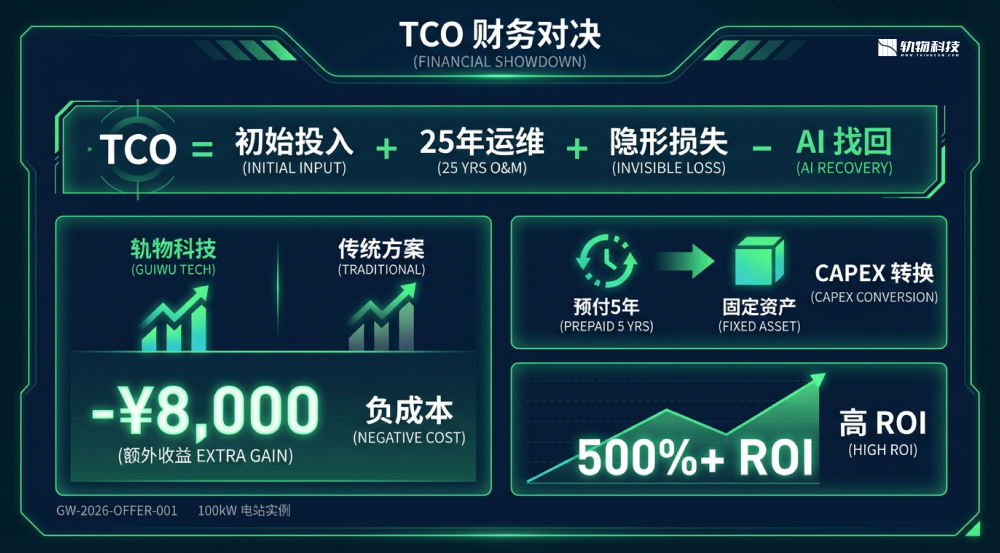 TCO 财务对决
(FINANCIAL SHOWDOWN)
轨物科技
TCO = 初始投入 + 25年运维 + 隐形损失 − AI 找回
(INITIAL INPUT) (25 YRS O&M) (INVISIBLE LOSS) (AI RECOVERY)
轨物科技
(GUIWU TECH)
传统方案
(TRADITIONAL)
-¥8,000
(额外收益 EXTRA GAIN)
负成本
(NEGATIVE COST)
预付5年
(PREPAID 5 YRS)
固定资产
(FIXED ASSET)
CAPEX 转换
(CAPEX CONVERSION)
500%+ ROI
高 ROI
(HIGH ROI)
GW-2026-OFFER-001 100kW 电站实例